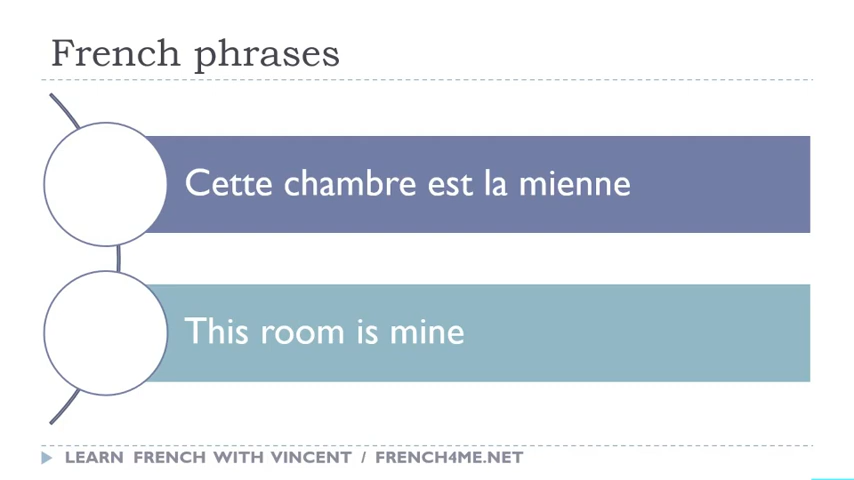 French phrases
Cette chambre est la mienne
This room is mine
LEARN FRENCH WITH VINCENT / FRENCH4ME.NET